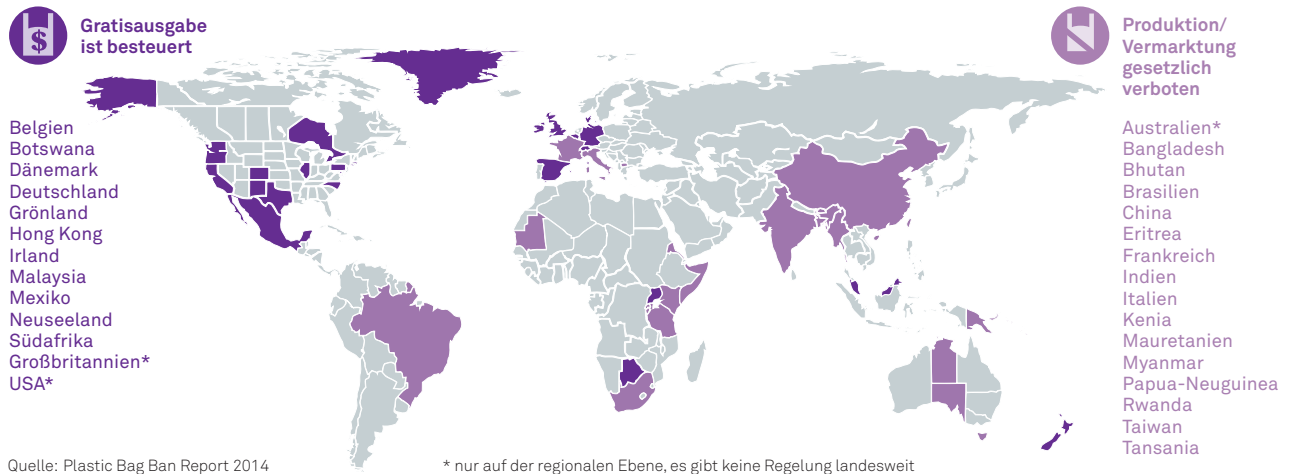 $
Gratisausgabe
ist besteuert
Belgien
Botswana
Dänemark
Deutschland
Grönland
Hong Kong
Irland
Malaysia
Mexiko
Neuseeland
Südafrika
Großbritannien*
USA*
Produktion/
Vermarktung
gesetzlich
verboten
Australien*
Bangladesh
Bhutan
Brasilien
China
Eritrea
Frankreich
Indien
Italien
Kenia
Mauretanien
Myanmar
Papua-Neuguinea
Rwanda
Taiwan
Tansania
Quelle: Plastic Bag Ban Report 2014
* nur auf der regionalen Ebene, es gibt keine Regelung landesweit